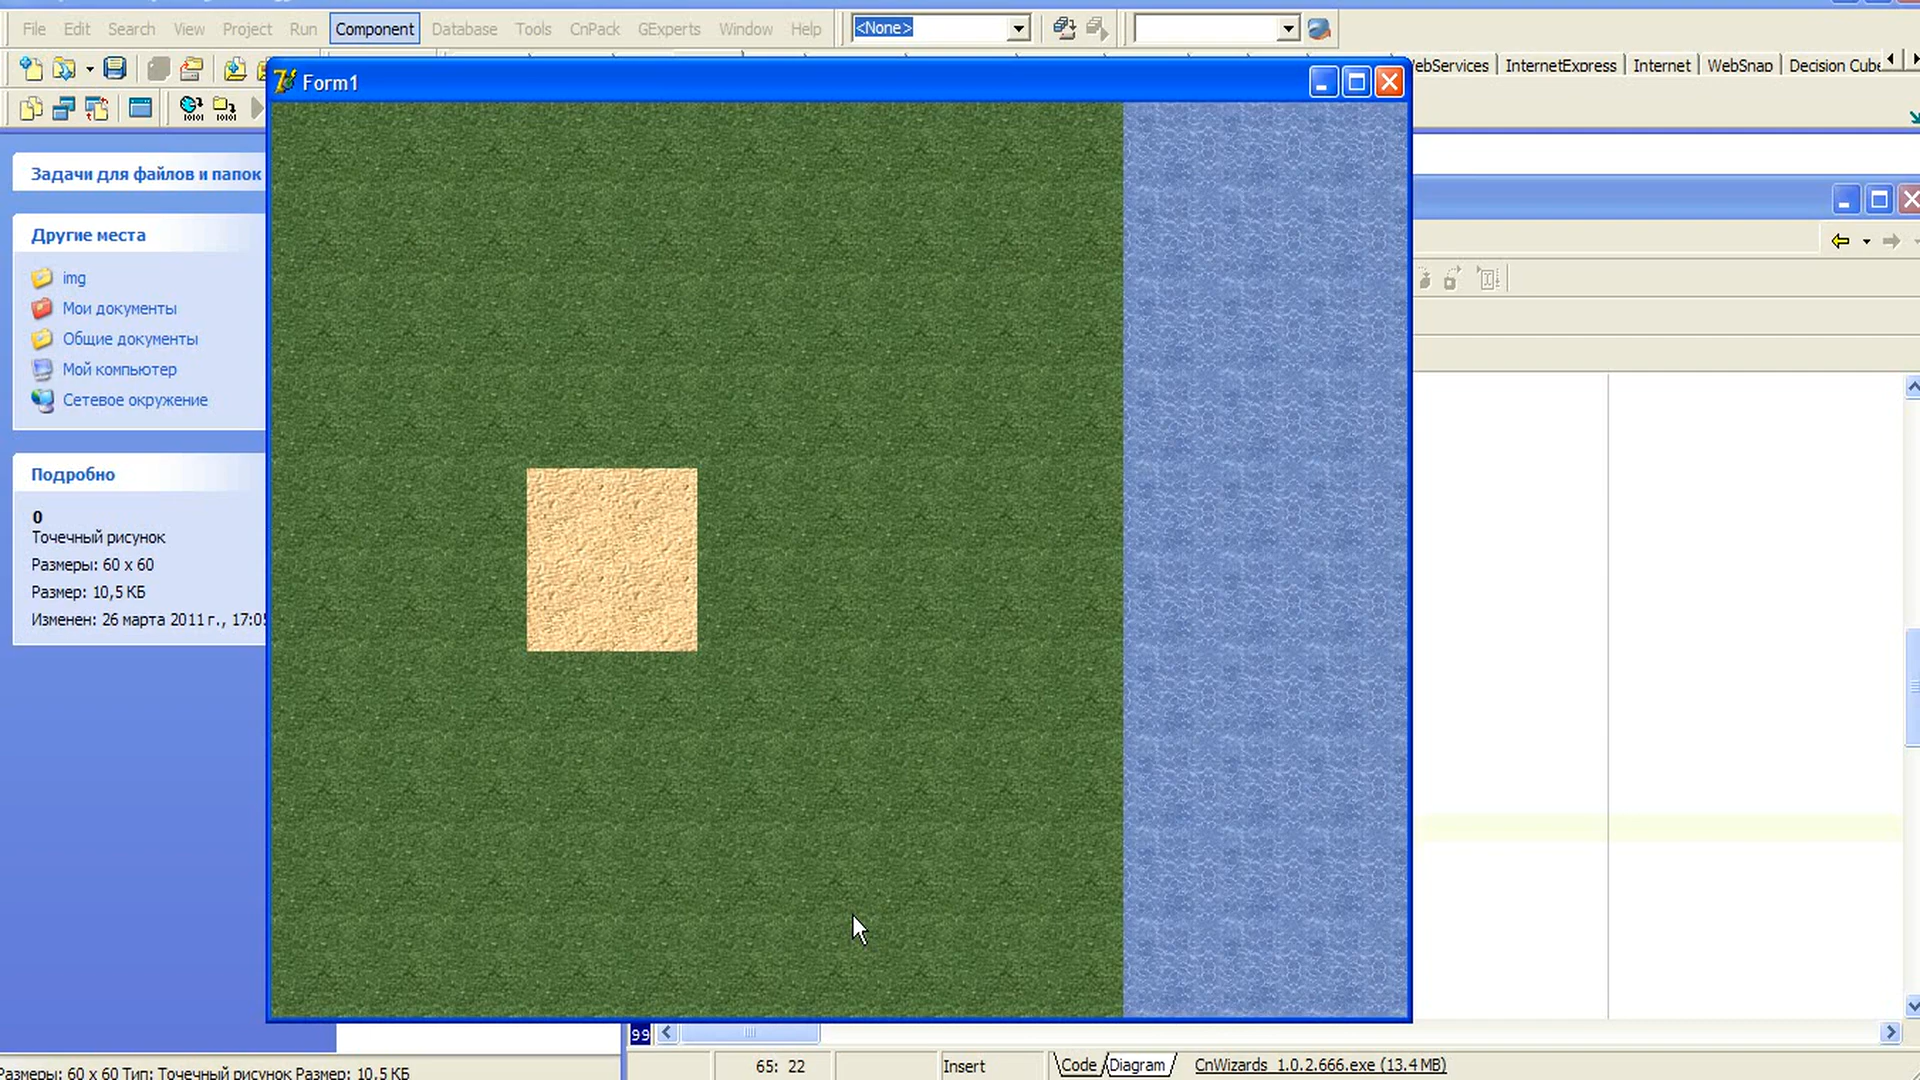 File Edit Search View Project Run Component Database Tools CnPack GExperts Window Help <None>
InternetExpress Internet WebSnap Decision Cube
Form1
Задачи для файлов и папок
Другие места
img
Мои документы
Общие документы
Мой компьютер
Сетевое окружение
Подробно
0
Точечный рисунок
Размеры: 60 x 60
Размер: 10,5 КБ
Изменен: 26 марта 2011 г., 17:05
99
65: 22 Insert Code Diagram CnWizards_1.0.2.666.exe (13.4 MB)
Размеры: 60 x 60 Тип: Точечный рисунок Размер: 10,5 КБ